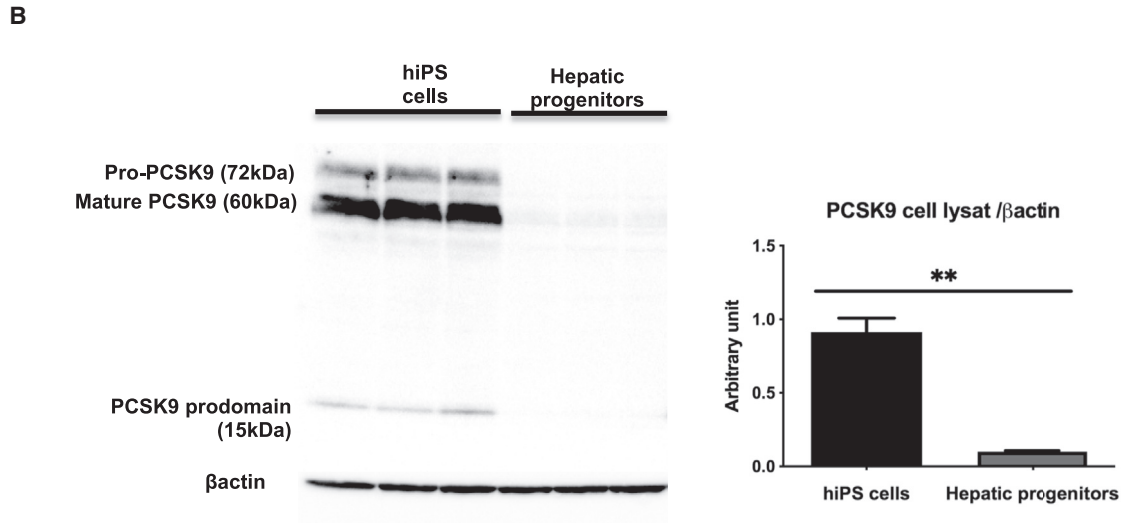 B
hiPS
cells
Hepatic
progenitors
Pro-PCSK9 (72kDa)
Mature PCSK9 (60kDa)
PCSK9 prodomain
(15kDa)
βactin
PCSK9 cell lysat /βactin
**
Arbitrary unit
1.5
1.0
0.5
0.0
hiPS cells
Hepatic progenitors